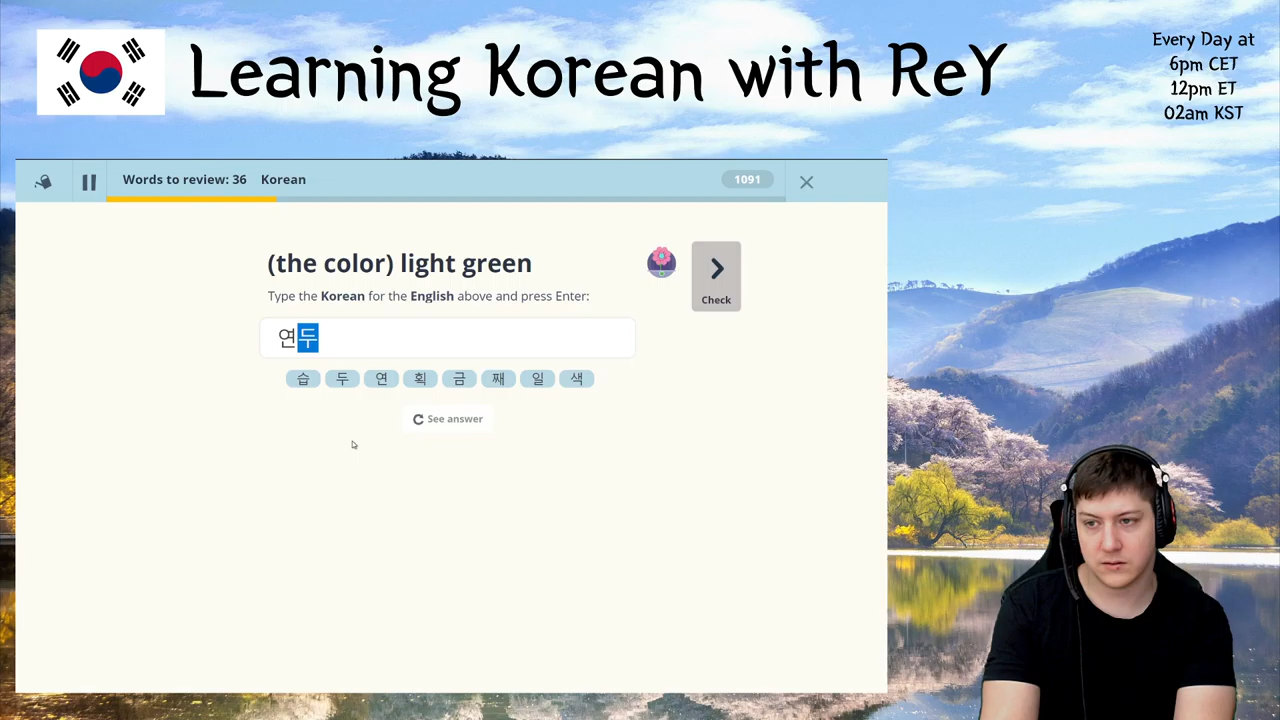 Learning Korean with ReY
Every Day at
6pm CET
12pm ET
02am KST
Words to review: 36 Korean 1091
(the color) light green
Type the Korean for the English above and press Enter:
Check
연두
습 두 연 획 금 째 일 색
See answer